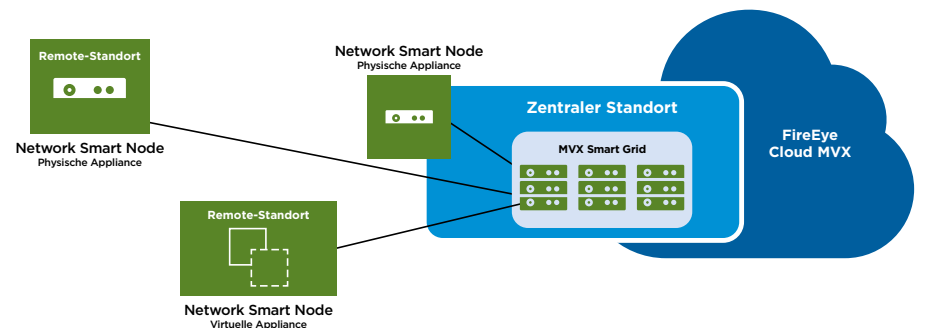 Remote-Standort
Network Smart Node
Physische Appliance
Network Smart Node
Physische Appliance
Zentraler Standort
MVX Smart Grid
FireEye
Cloud MVX
Remote-Standort
Network Smart Node
Virtuelle Appliance